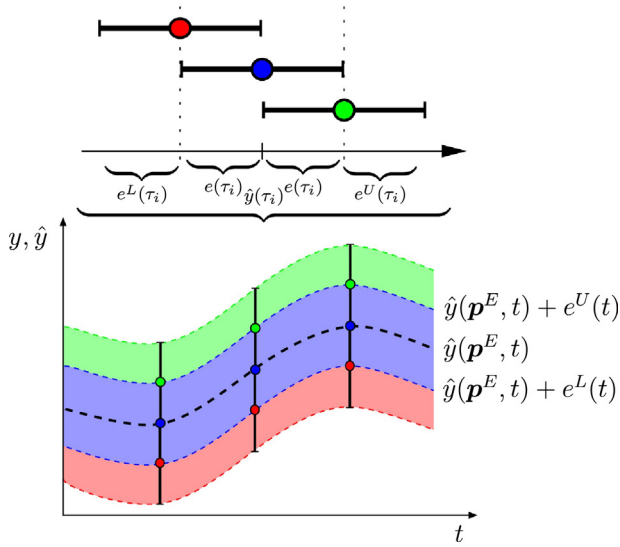 e^L(τ_i) e(τ_i) ŷ(τ_i) e(τ_i) e^U(τ_i)
y, ŷ
ŷ(p^E, t) + e^U(t)
ŷ(p^E, t)
ŷ(p^E, t) + e^L(t)
t